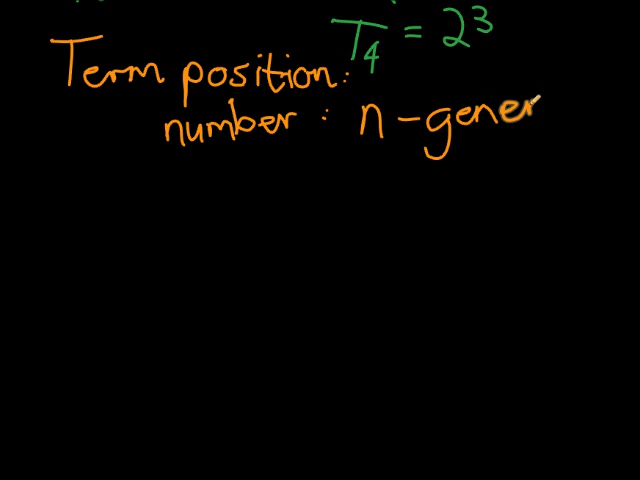 T4 = 2³
Term position:
number : n - gener